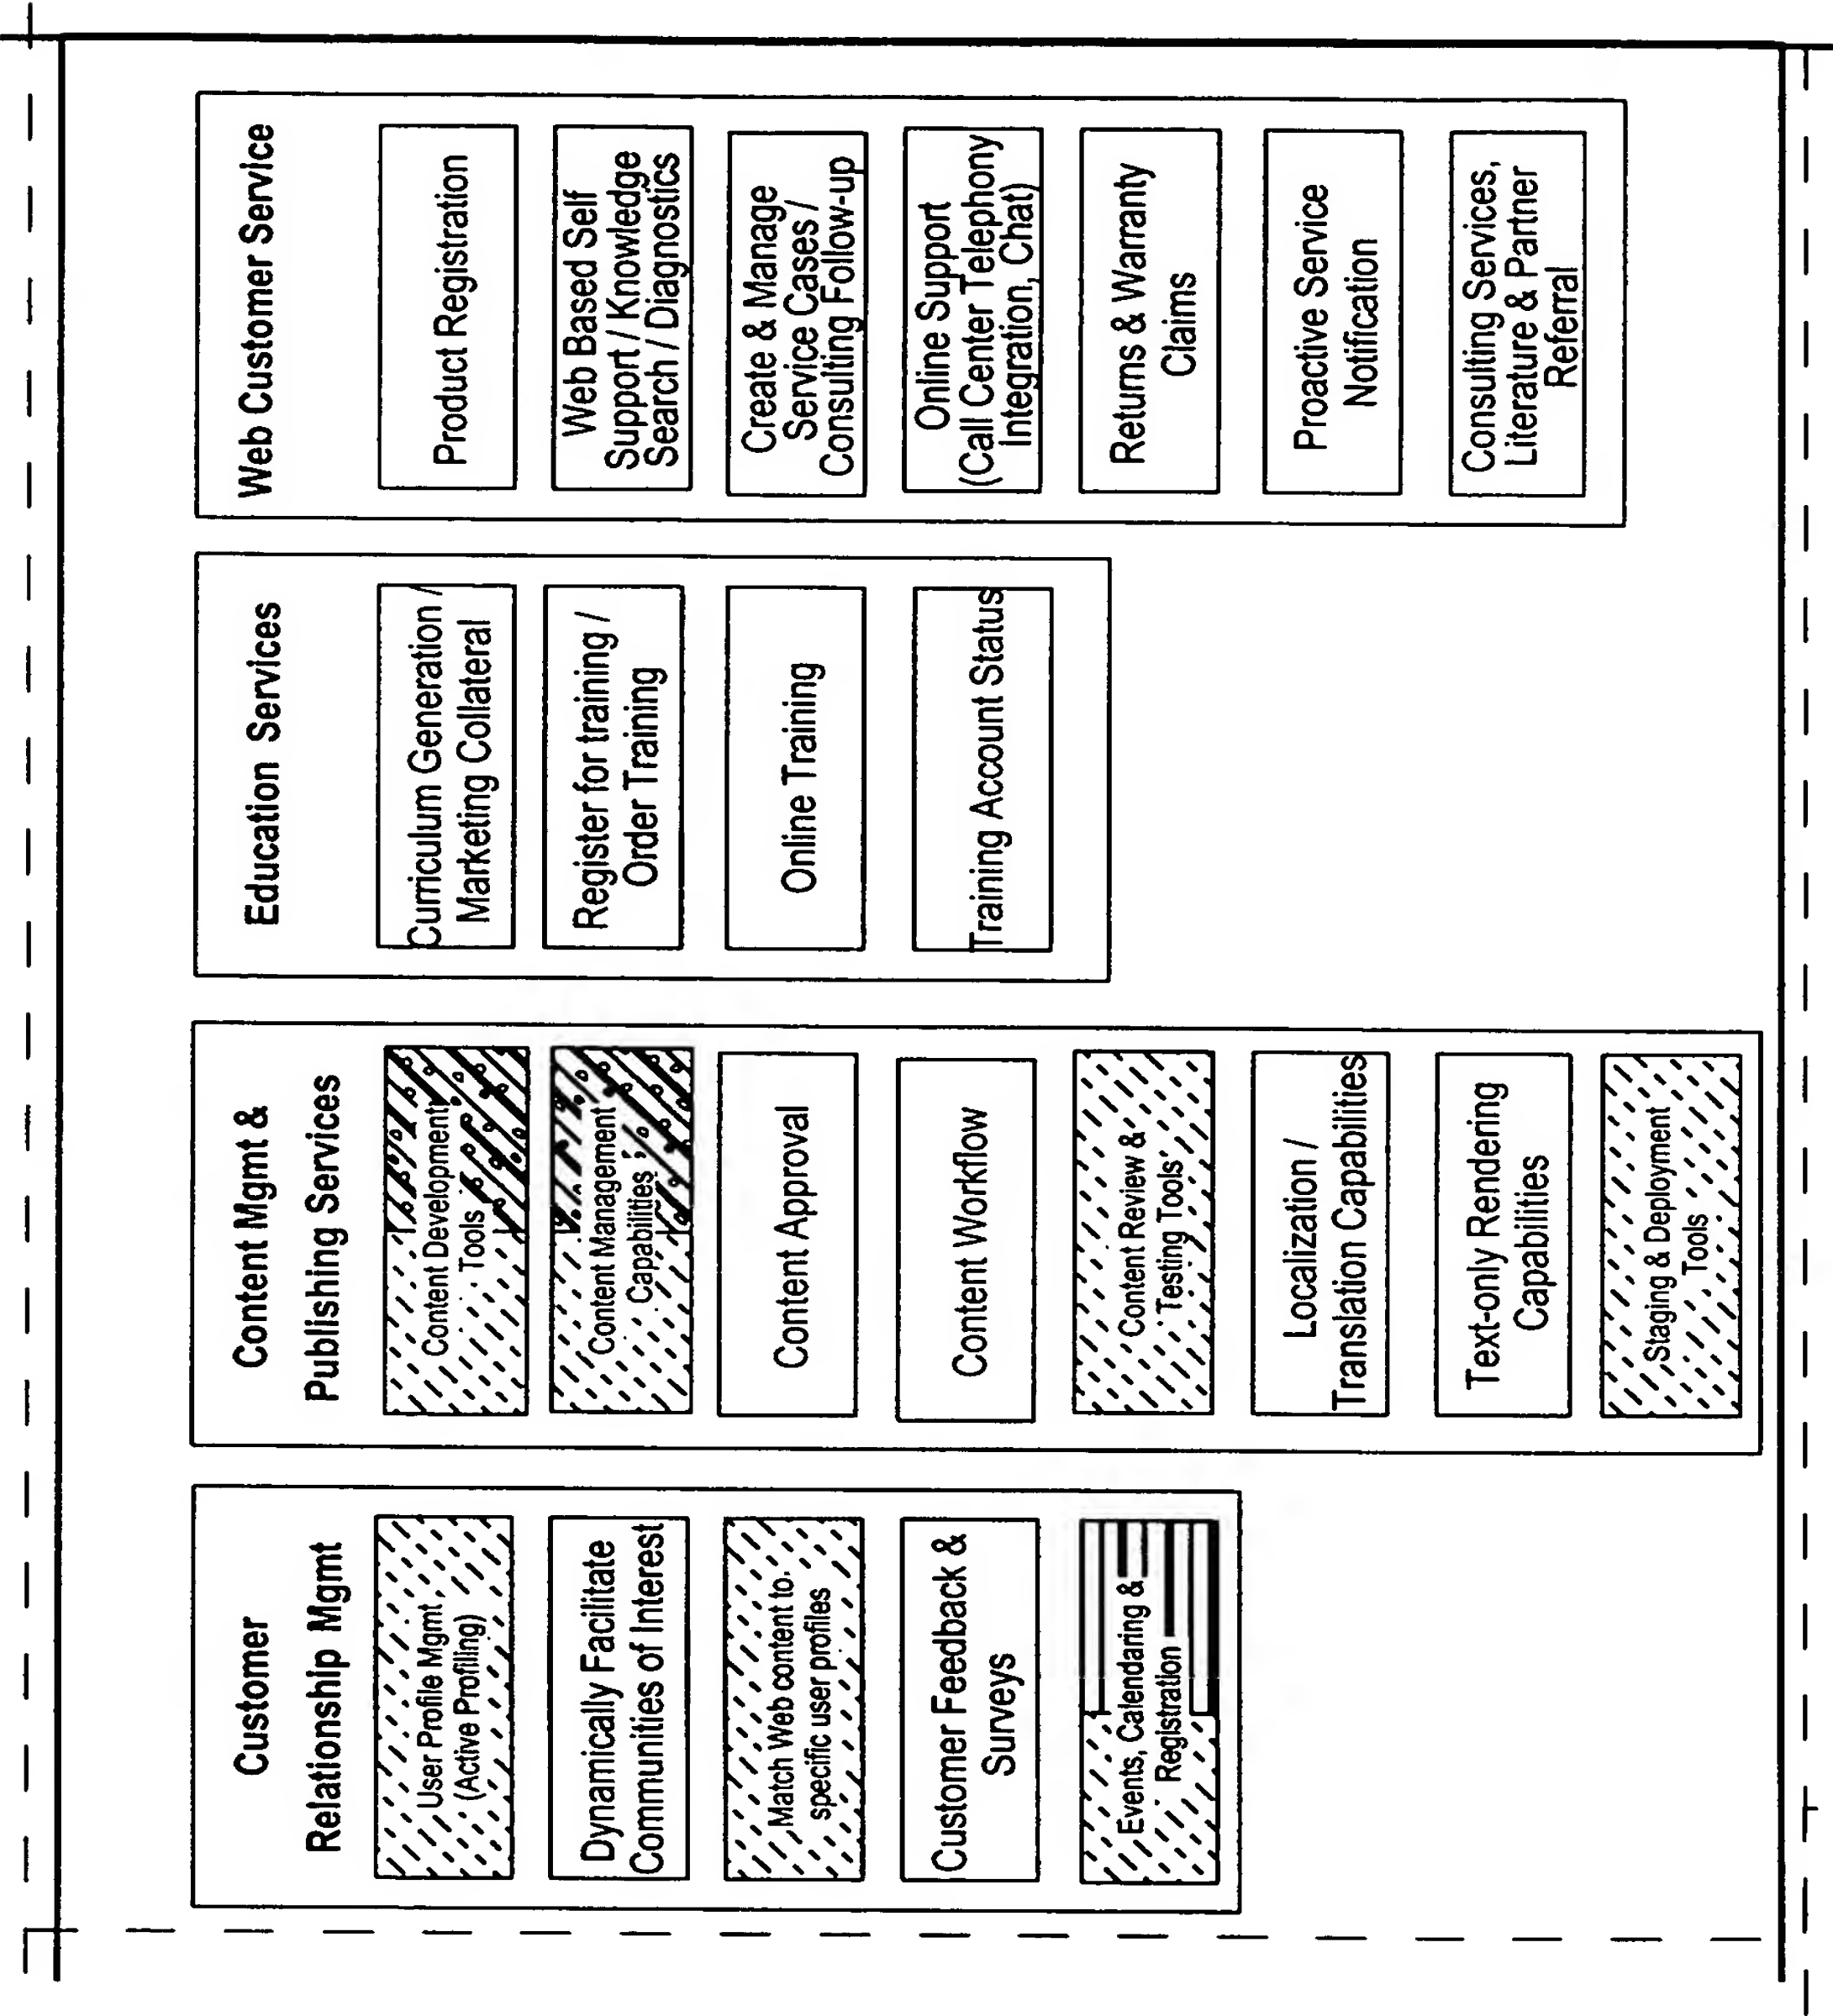 Customer
Relationship Mgmt
User Profile Mgmt
(Active Profiling)
Dynamically Facilitate
Communities of Interest
Match Web content to
specific user profiles
Customer Feedback &
Surveys
Events, Calendaring &
Registration
Content Mgmt &
Publishing Services
Content Development
Tools
Content Management
Capabilities
Content Approval
Content Workflow
Content Review &
Testing Tools
Localization /
Translation Capabilities
Text-only Rendering
Capabilities
Staging & Deployment
Tools
Education Services
Curriculum Generation /
Marketing Collateral
Register for training /
Order Training
Online Training
Training Account Status
Web Customer Service
Product Registration
Web Based Self
Support / Knowledge
Search / Diagnostics
Create & Manage
Service Cases /
Consulting Follow-up
Online Support
(Call Center Telephony
Integration, Chat)
Returns & Warranty
Claims
Proactive Service
Notification
Consulting Services,
Literature & Partner
Referral